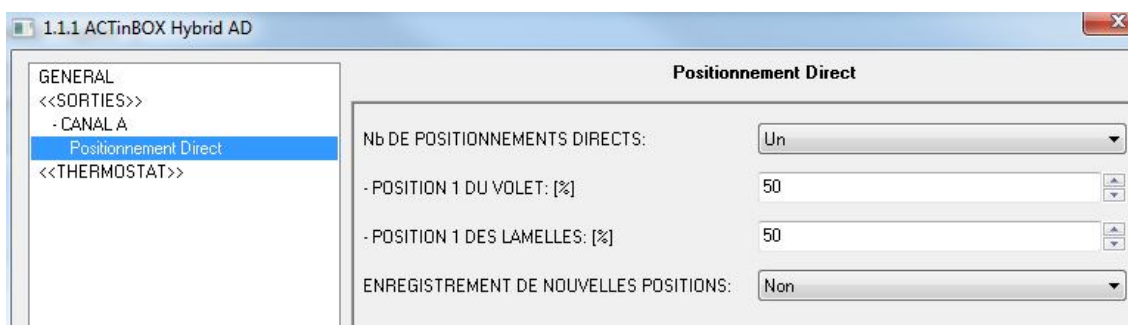 1.1.1 ACTinBOX Hybrid AD
GENERAL
<<SORTIES>>
- CANAL A
Positionnement Direct
<<THERMOSTAT>>
Positionnement Direct
Nb DE POSITIONNEMENTS DIRECTS: Un
- POSITION 1 DU VOLET: [%] 50
- POSITION 1 DES LAMELLES: [%] 50
ENREGISTREMENT DE NOUVELLES POSITIONS: Non